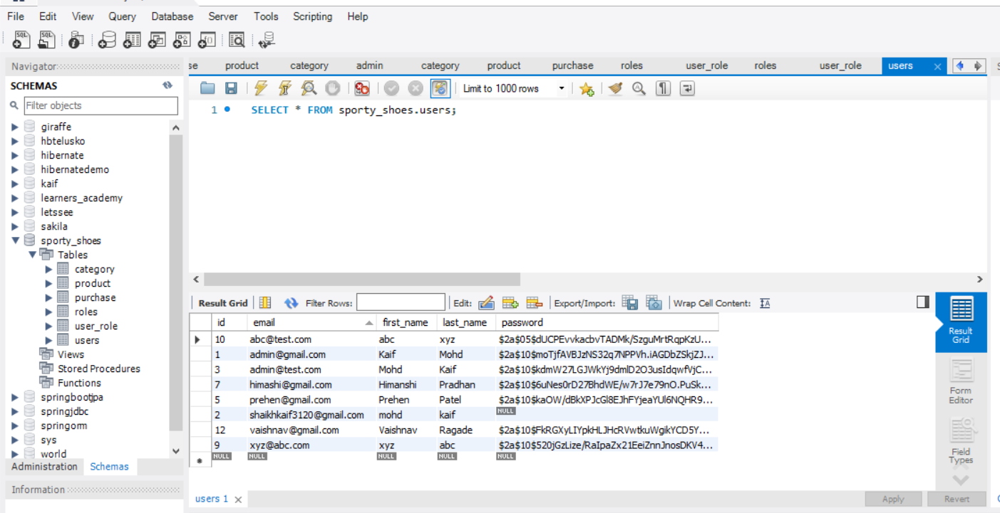 File Edit View Query Database Server Tools Scripting Help
Navigator
SCHEMAS
Filter objects
giraffe
hbtelusko
hibernate
hibernatedemo
kaif
learners_academy
letssee
sakila
sporty_shoes
Tables
category
product
purchase
roles
user_role
users
Views
Stored Procedures
Functions
springbootjpa
springjdbc
springorm
sys
world
Administration Schemas
Information
se product category admin category product purchase roles user_role roles user_role users
Limit to 1000 rows
1 SELECT * FROM sporty_shoes.users;
Result Grid Filter Rows: Edit: Export/Import: Wrap Cell Content:
id email first_name last_name password
10 abc@test.com abc xyz $2a$05$dUCPEvvkacbvTADMk/SzguMrtRqpKzU...
1 admin@gmail.com Kaif Mohd $2a$10$moTjfAVBJzNS32q7NPPVh.iAGDbZSkjZJ...
3 admin@test.com Mohd Kaif $2a$10$kdmW27LGJWkYj9dmlD2O3usIdqwfVjC...
7 himashi@gmail.com Himanshi Pradhan $2a$10$6uNes0rD27BhdWE/w7rJ7e79nO.PuSk...
5 prehen@gmail.com Prehen Patel $2a$10$kaOW/dBkXPJcGl8EJhFYjeaYUl6NQHR9...
2 shaikhkaif3120@gmail.com mohd kaif NULL
12 vaishnav@gmail.com Vaishnav Ragade $2a$10$FkRGXyLIYpkHLJHcRVwtkuWgikYCD5Y...
9 xyz@abc.com xyz abc $2a$10$520jGzLize/RaIpaZx21EeiZnnJnosDKV4...
NULL NULL NULL NULL NULL
Result
Grid
Form
Editor
Field
Types
users 1
Apply Revert